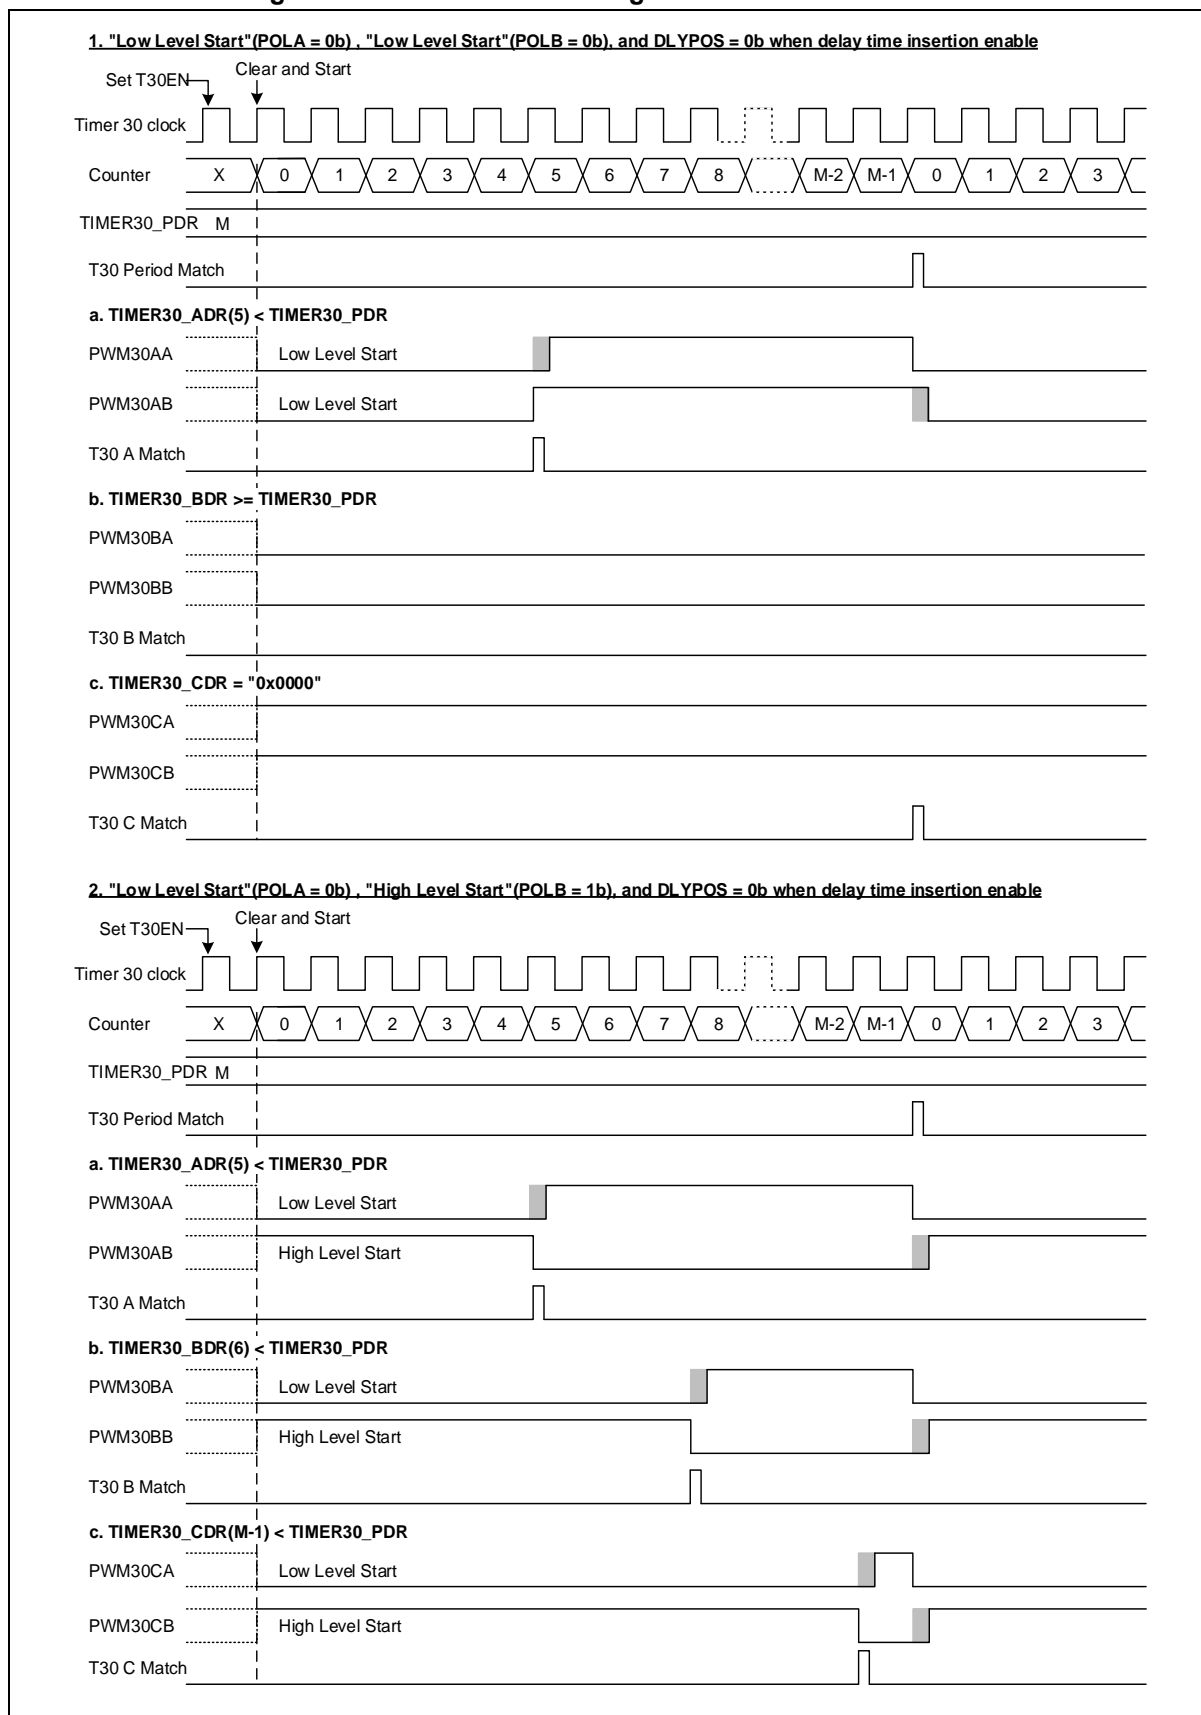 1. "Low Level Start"(POLA = 0b) , "Low Level Start"(POLB = 0b), and DLYPOS = 0b when delay time insertion enable
Set T30EN
Clear and Start
Timer 30 clock
Counter X 0 1 2 3 4 5 6 7 8 M-2 M-1 0 1 2 3
TIMER30_PDR M
T30 Period Match
a. TIMER30_ADR(5) < TIMER30_PDR
PWM30AA Low Level Start
PWM30AB Low Level Start
T30 A Match
b. TIMER30_BDR >= TIMER30_PDR
PWM30BA
PWM30BB
T30 B Match
c. TIMER30_CDR = "0x0000"
PWM30CA
PWM30CB
T30 C Match
2. "Low Level Start"(POLA = 0b) , "High Level Start"(POLB = 1b), and DLYPOS = 0b when delay time insertion enable
Set T30EN
Clear and Start
Timer 30 clock
Counter X 0 1 2 3 4 5 6 7 8 M-2 M-1 0 1 2 3
TIMER30_PDR M
T30 Period Match
a. TIMER30_ADR(5) < TIMER30_PDR
PWM30AA Low Level Start
PWM30AB High Level Start
T30 A Match
b. TIMER30_BDR(6) < TIMER30_PDR
PWM30BA Low Level Start
PWM30BB High Level Start
T30 B Match
c. TIMER30_CDR(M-1) < TIMER30_PDR
PWM30CA Low Level Start
PWM30CB High Level Start
T30 C Match